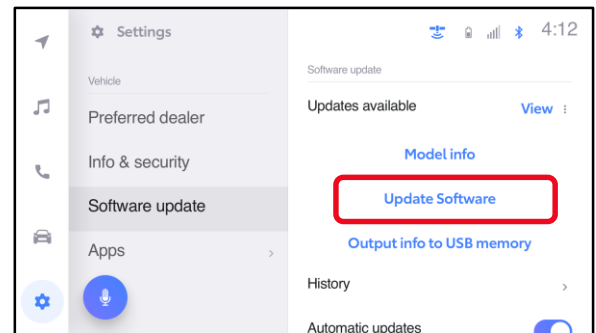 Settings
4:12
Vehicle
Preferred dealer
Info & security
Software update
Apps
Software update
Updates available
View
Model info
Update Software
Output info to USB memory
History
Automatic updates